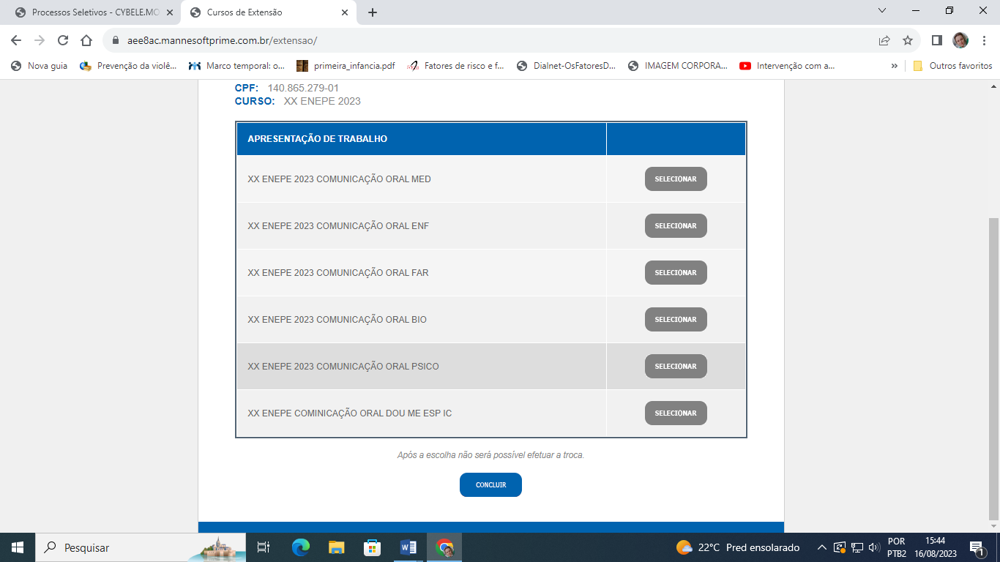 Processos Seletivos - CYBELE.MO
Cursos de Extensão
aee8ac.mannesoftprime.com.br/extensao/
Nova guia
Prevenção da violê...
Marco temporal: o...
primeira_infancia.pdf
Fatores de risco e f...
Dialnet-OsFatoresD...
IMAGEM CORPORA...
Intervenção com a...
Outros favoritos
CPF: 140.865.279-01
CURSO: XX ENEPE 2023
APRESENTAÇÃO DE TRABALHO
XX ENEPE 2023 COMUNICAÇÃO ORAL MED SELECIONAR
XX ENEPE 2023 COMUNICAÇÃO ORAL ENF SELECIONAR
XX ENEPE 2023 COMUNICAÇÃO ORAL FAR SELECIONAR
XX ENEPE 2023 COMUNICAÇÃO ORAL BIO SELECIONAR
XX ENEPE 2023 COMUNICAÇÃO ORAL PSICO SELECIONAR
XX ENEPE COMINICAÇÃO ORAL DOU ME ESP IC SELECIONAR
Após a escolha não será possível efetuar a troca.
CONCLUIR
Pesquisar
22°C Pred ensolarado
POR
PTB2
15:44
16/08/2023
1